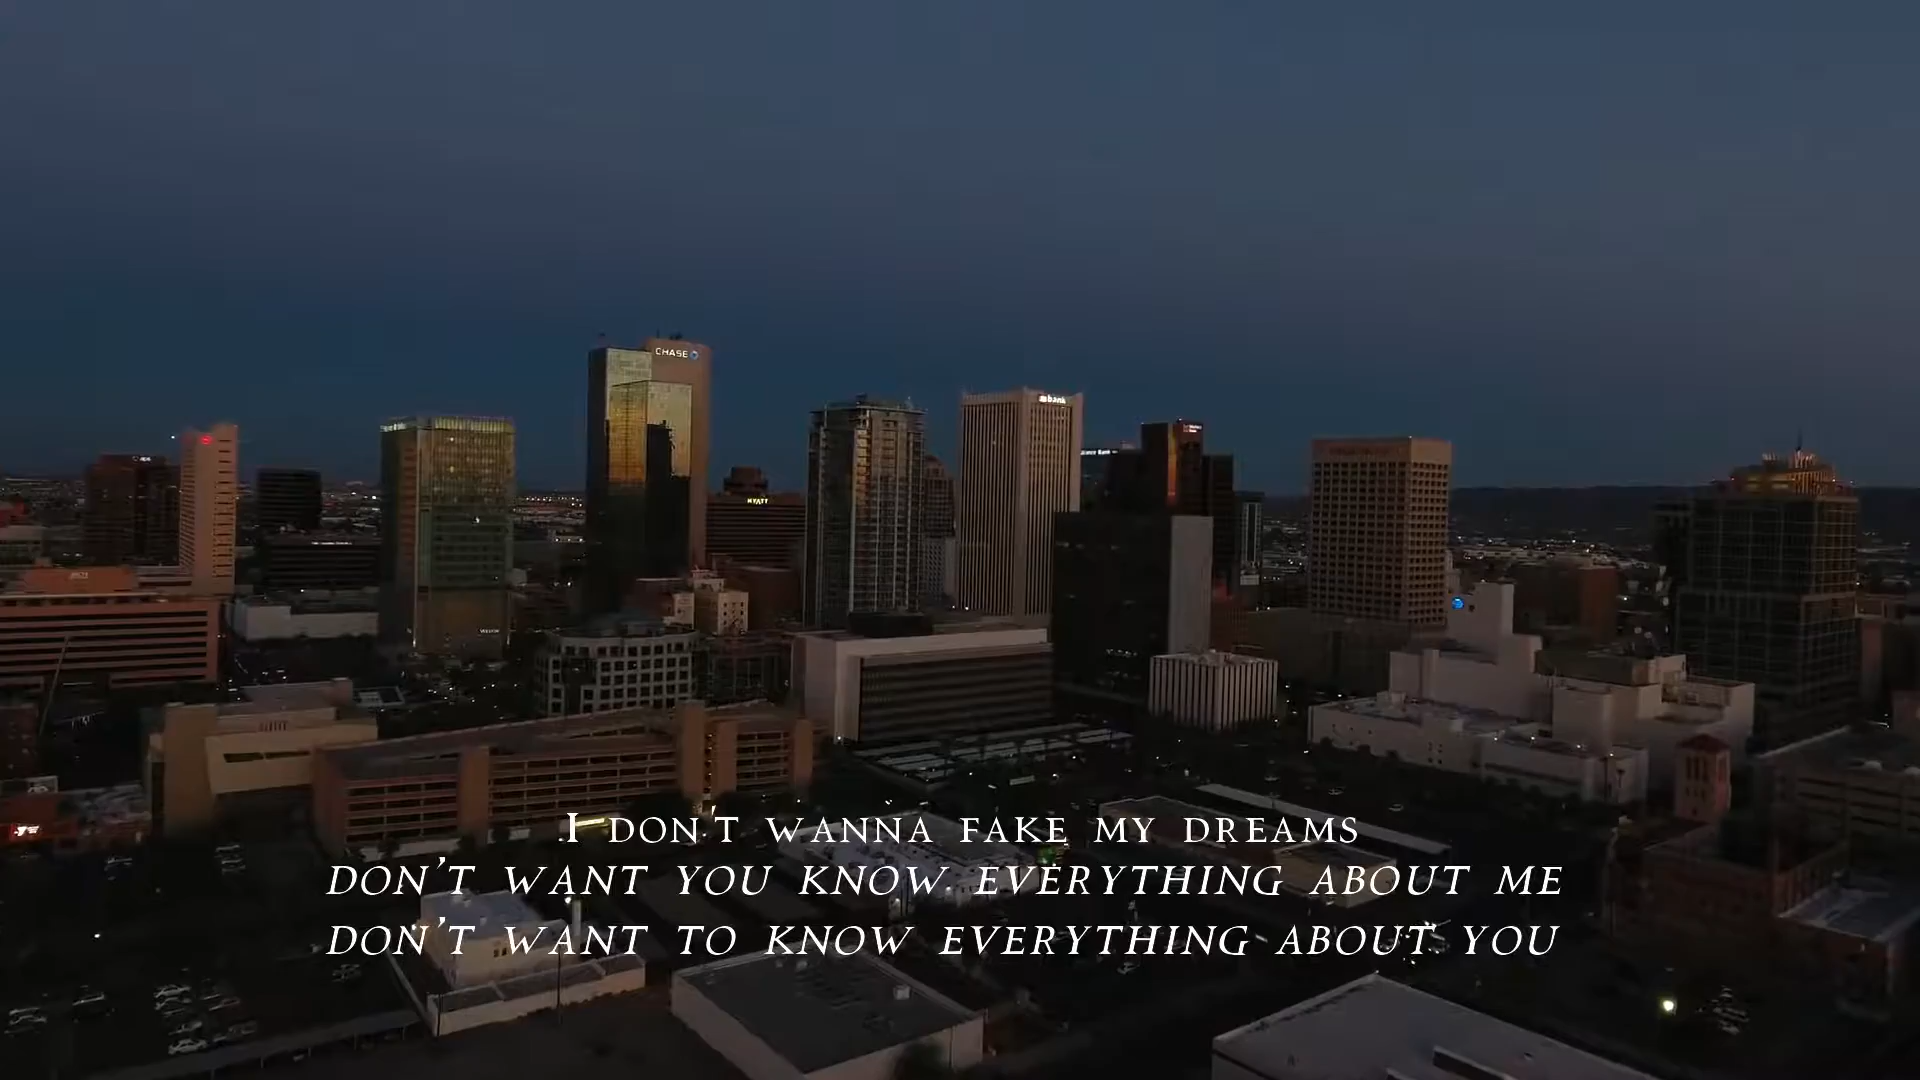 CHASE
bank
HYATT
I DON'T WANNA FAKE MY DREAMS
DON'T WANT YOU KNOW EVERYTHING ABOUT ME
DON'T WANT TO KNOW EVERYTHING ABOUT YOU